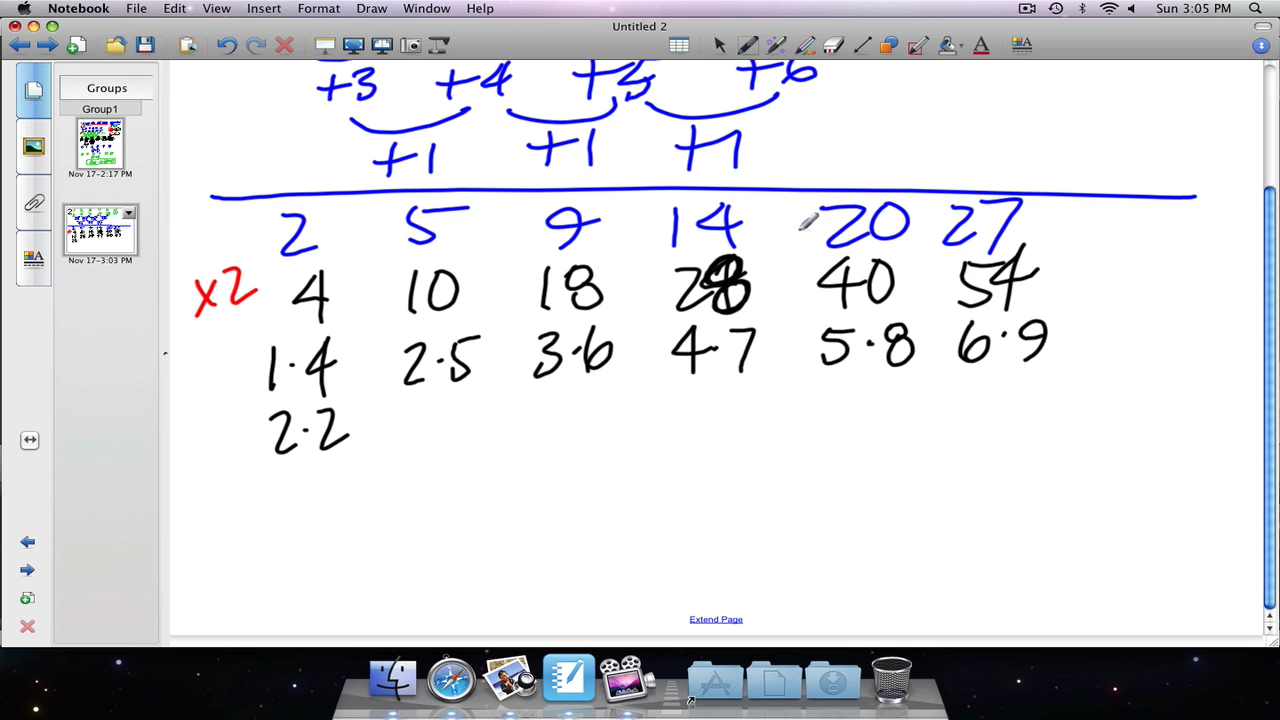 Notebook File Edit View Insert Format Draw Window Help Sun 3:05 PM
Untitled 2
Groups
Group1
Nov 17-2:17 PM
Nov 17-3:03 PM
+3 +4 +5 +6
+1 +1 +1
2 5 9 14 20 27
x2 4 10 18 28 40 54
1·4 2·5 3·6 4·7 5·8 6·9
2·2
Extend Page